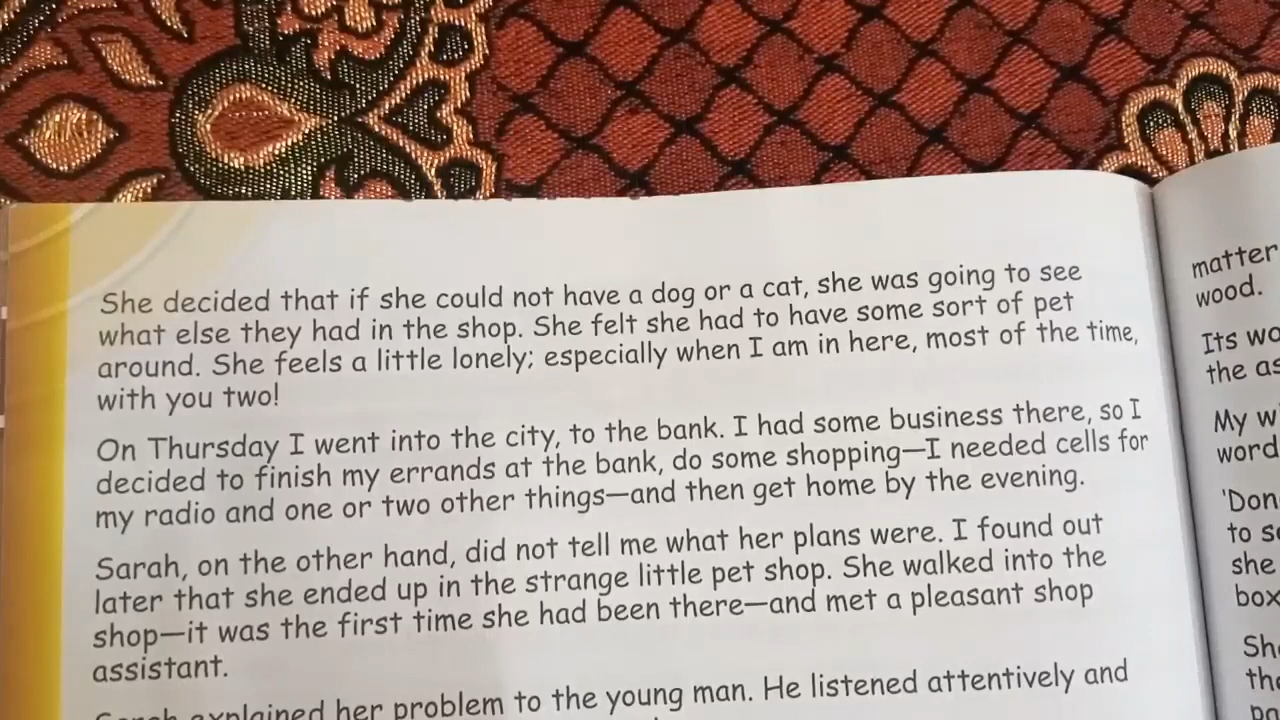 She decided that if she could not have a dog or a cat, she was going to see
what else they had in the shop. She felt she had to have some sort of pet
around. She feels a little lonely; especially when I am in here, most of the time,
with you two!
On Thursday I went into the city, to the bank. I had some business there, so I
decided to finish my errands at the bank, do some shopping—I needed cells for
my radio and one or two other things—and then get home by the evening.
Sarah, on the other hand, did not tell me what her plans were. I found out
later that she ended up in the strange little pet shop. She walked into the
shop—it was the first time she had been there—and met a pleasant shop
assistant.
Sarah explained her problem to the young man. He listened attentively and
matter
wood.
the
My
word
'Don
she
box